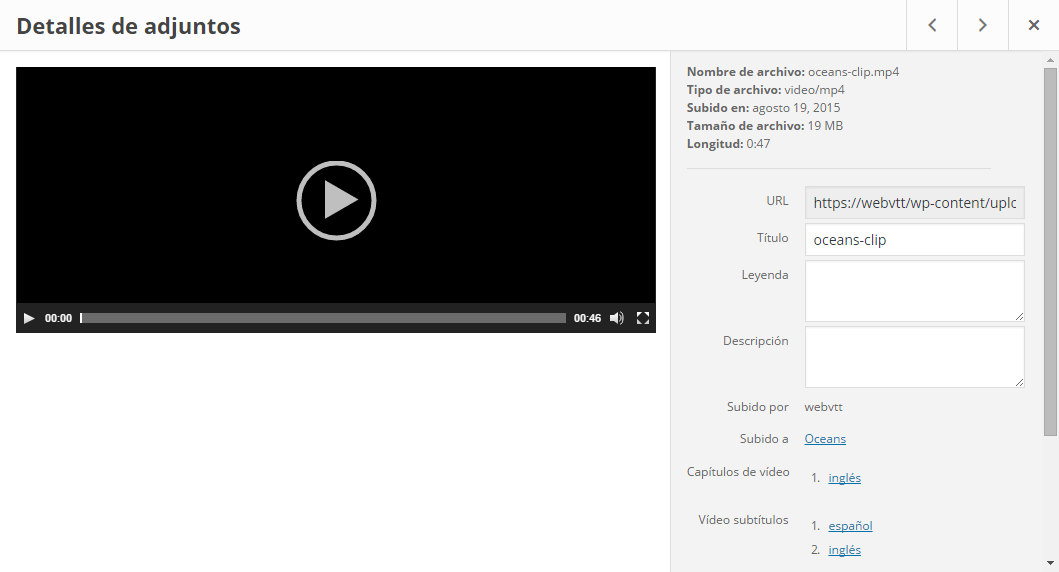 Detalles de adjuntos
00:00
00:46
Nombre de archivo: oceans-clip.mp4
Tipo de archivo: video/mp4
Subido en: agosto 19, 2015
Tamaño de archivo: 19 MB
Longitud: 0:47
URL https://webvtt/wp-content/uplo
Título oceans-clip
Leyenda
Descripción
Subido por webvtt
Subido a Oceans
Capítulos de vídeo
1. inglés
Vídeo subtítulos
1. español
2. inglés